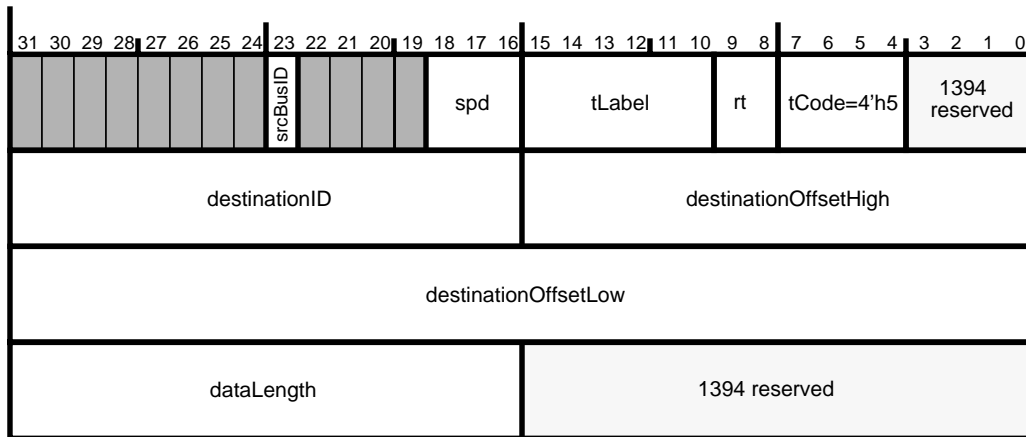 31 30 29 28 27 26 25 24 23 22 21 20 19 18 17 16 15 14 13 12 11 10 9 8 7 6 5 4 3 2 1 0
srcBusID spd tLabel rt tCode=4'h5 1394
reserved
destinationID destinationOffsetHigh
destinationOffsetLow
dataLength 1394 reserved